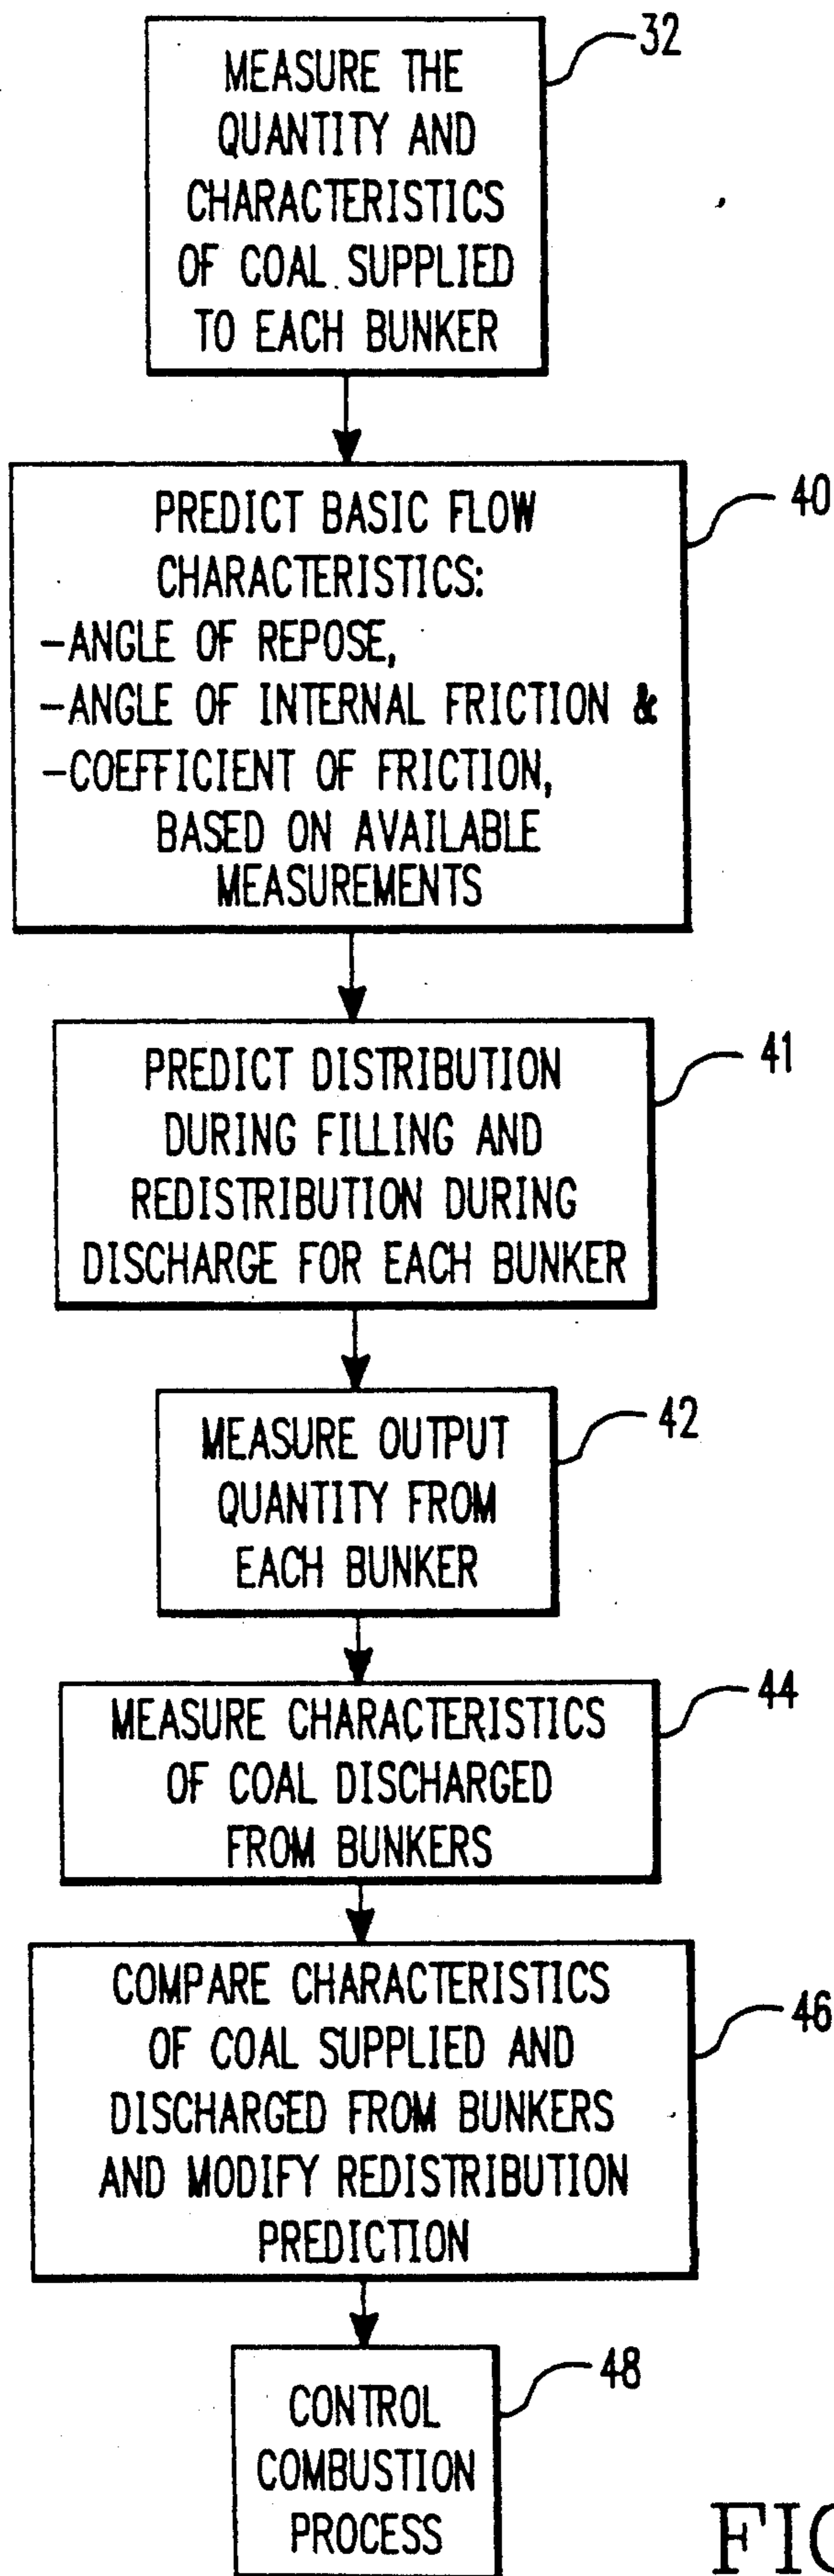 32
MEASURE THE
QUANTITY AND
CHARACTERISTICS
OF COAL SUPPLIED
TO EACH BUNKER
40
PREDICT BASIC FLOW
CHARACTERISTICS:
-ANGLE OF REPOSE,
-ANGLE OF INTERNAL FRICTION &
-COEFFICIENT OF FRICTION,
BASED ON AVAILABLE
MEASUREMENTS
41
PREDICT DISTRIBUTION
DURING FILLING AND
REDISTRIBUTION DURING
DISCHARGE FOR EACH BUNKER
42
MEASURE OUTPUT
QUANTITY FROM
EACH BUNKER
44
MEASURE CHARACTERISTICS
OF COAL DISCHARGED
FROM BUNKERS
46
COMPARE CHARACTERISTICS
OF COAL SUPPLIED AND
DISCHARGED FROM BUNKERS
AND MODIFY REDISTRIBUTION
PREDICTION
48
CONTROL
COMBUSTION
PROCESS